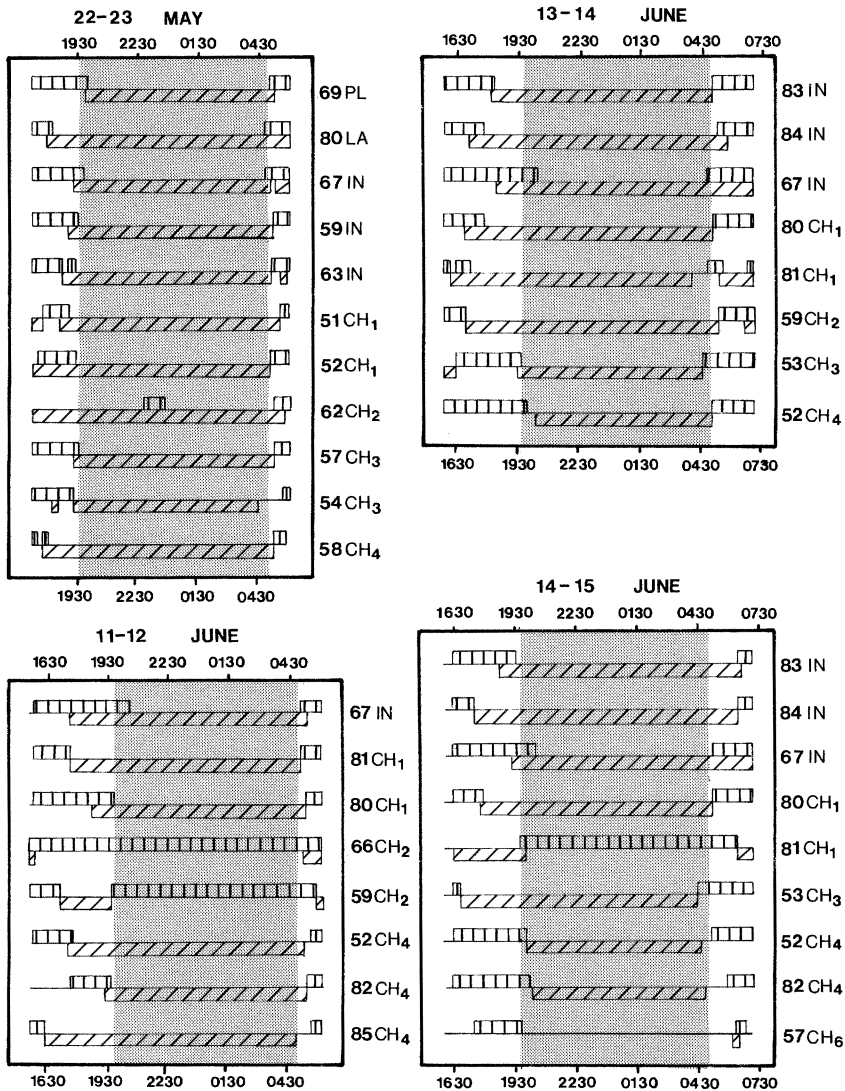 22-23 MAY
1930 2230 0130 0430
69 PL
80 LA
67 IN
59 IN
63 IN
51 CH₁
52 CH₁
62 CH₂
57 CH₃
54 CH₃
58 CH₄
1930 2230 0130 0430
13-14 JUNE
1630 1930 2230 0130 0430 0730
83 IN
84 IN
67 IN
80 CH₁
81 CH₁
59 CH₂
53 CH₃
52 CH₄
1630 1930 2230 0130 0430 0730
11-12 JUNE
1630 1930 2230 0130 0430
67 IN
81 CH₁
80 CH₁
66 CH₂
59 CH₂
52 CH₄
82 CH₄
85 CH₄
1630 1930 2230 0130 0430
14-15 JUNE
1630 1930 2230 0130 0430 0730
83 IN
84 IN
67 IN
80 CH₁
81 CH₁
53 CH₃
52 CH₄
82 CH₄
57 CH₆
1630 1930 2230 0130 0430 0730